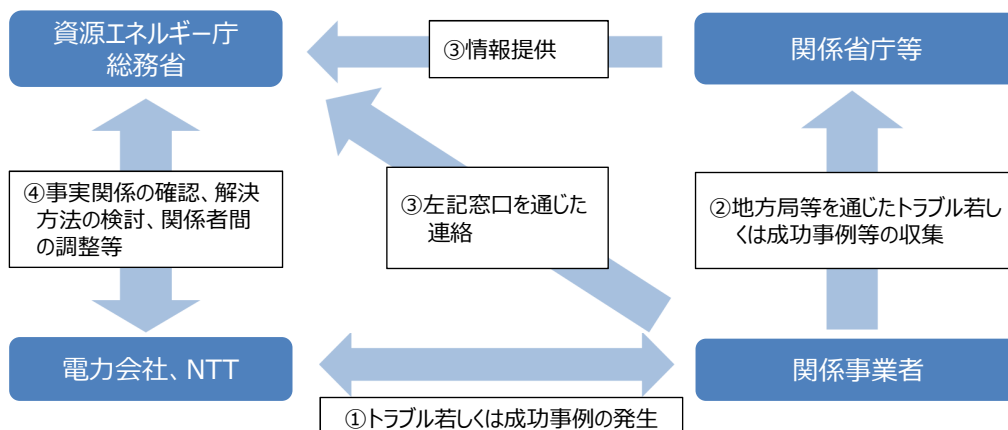 資源エネルギー庁
総務省
③情報提供
関係省庁等
④事実関係の確認、解決
方法の検討、関係者間
の調整等
③左記窓口を通じた
連絡
②地方局等を通じたトラブル若し
くは成功事例等の収集
電力会社、NTT
関係事業者
①トラブル若しくは成功事例の発生